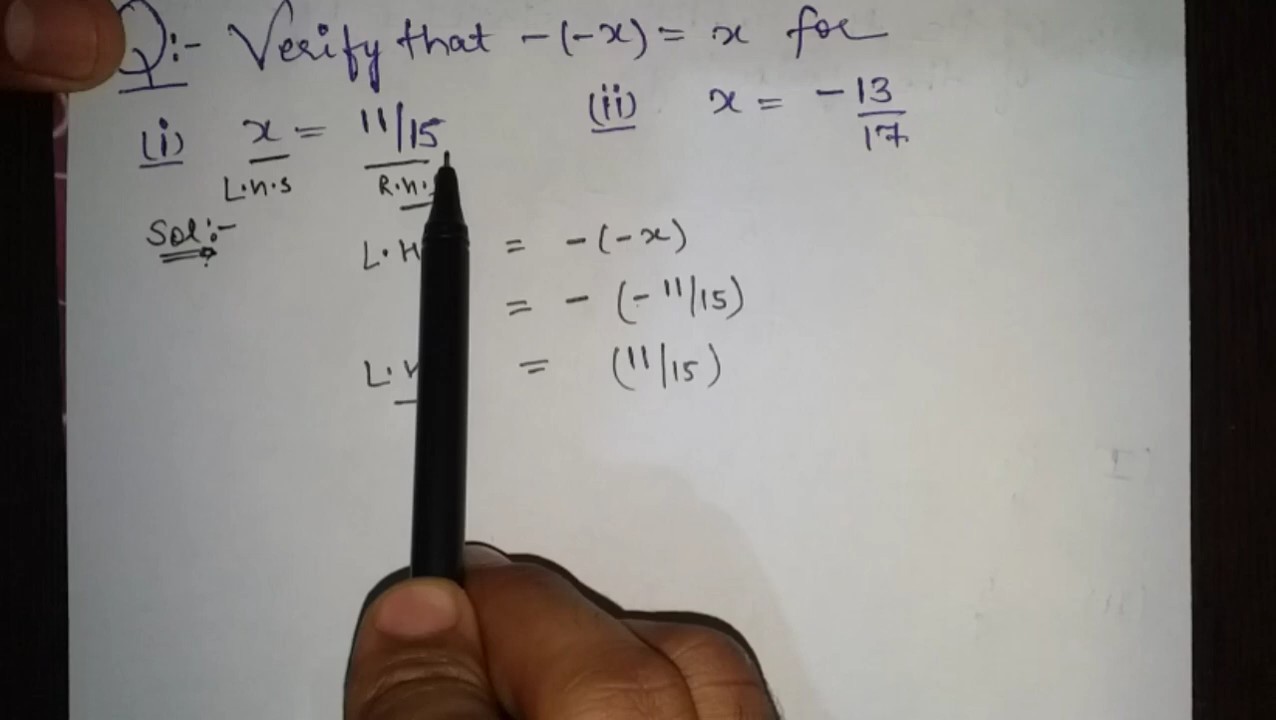 Q:- Verify that -(-x) = x for
(i) x = 11/15 (ii) x = -13/17
L.H.S R.H.
Sol:- L.H = -(-x)
= - (-11/15)
L. = (11/15)